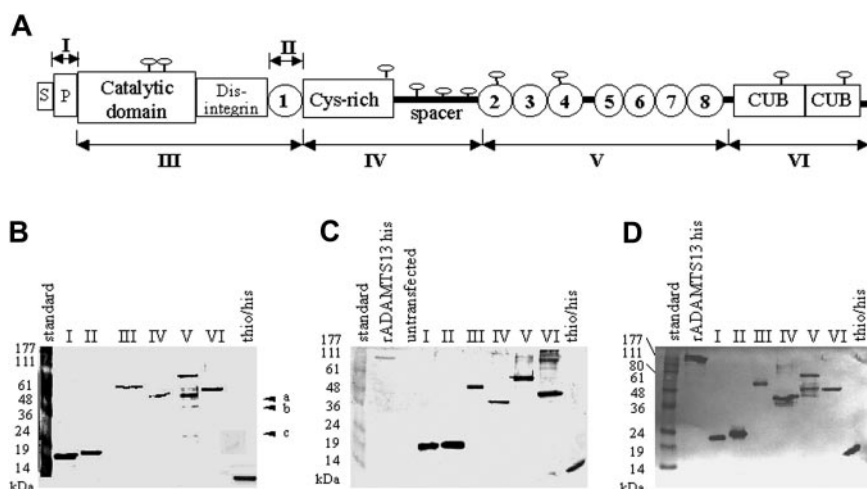 A
I II
S P Catalytic domain Dis-integrin 1 Cys-rich spacer 2 3 4 5 6 7 8 CUB CUB
III IV V VI
B
standard I II III IV V VI thio/his
177
111
61
48
36
24
19
14
kDa
a
b
c
C
standard rADAMTS13 his untransfected I II III IV V VI thio/his
177
111
61
48
36
24
19
14
kDa
D
standard rADAMTS13 his I II III IV V VI thio/his
177
111
80
61
48
36
24
19
14
kDa